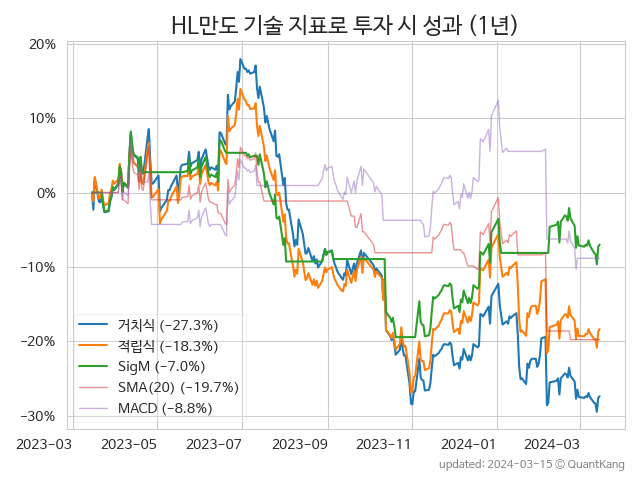 HL만도 기술 지표로 투자 시 성과 (1년)
20%
10%
0%
−10%
−20%
−30%
거치식 (−27.3%)
적립식 (−18.3%)
SigM (−7.0%)
SMA(20) (−19.7%)
MACD (−8.8%)
2023−03 2023−05 2023−07 2023−09 2023−11 2024−01 2024−03
updated: 2024−03−15 © QuantKang